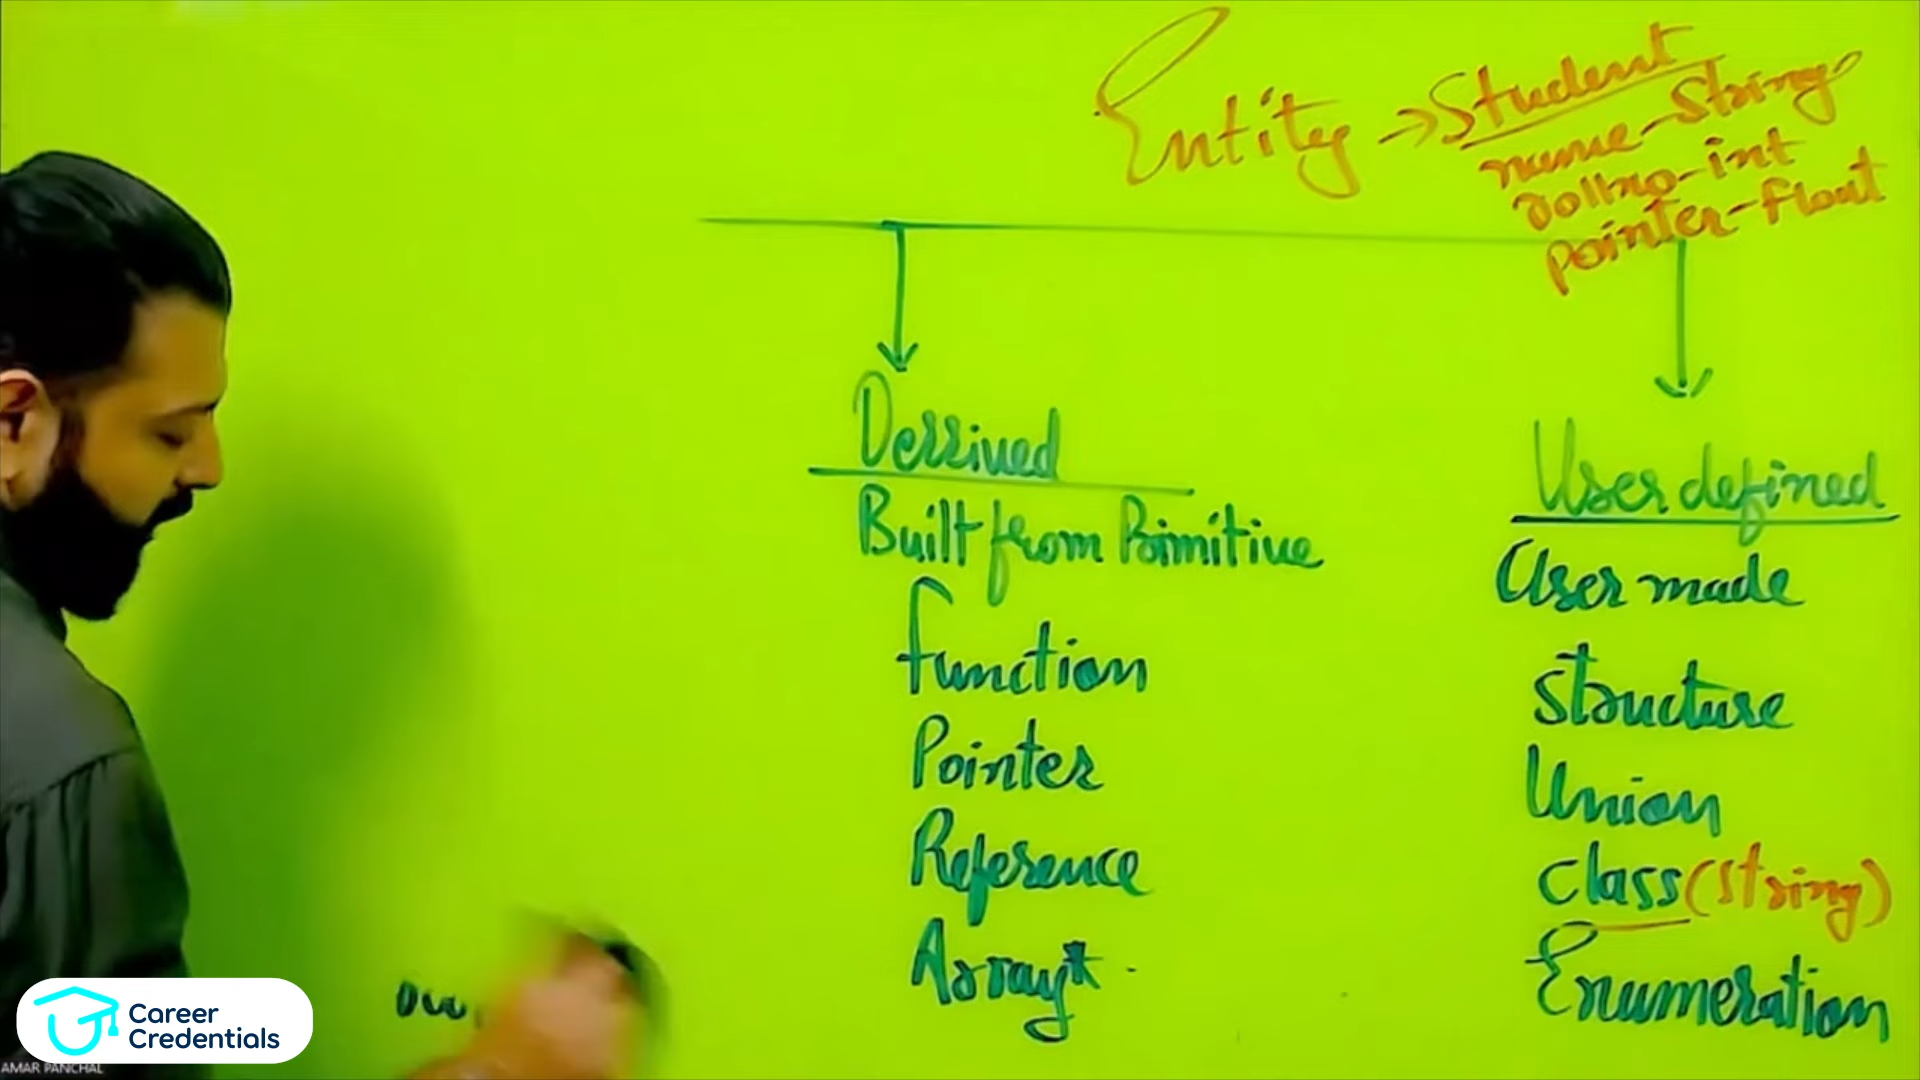 Entity → Student
name - String
rollno - int
pointer - float
Derived
Built from Primitive
function
Pointer
Reference
Array*
User defined
User made
structure
Union
class (string)
Enumeration
Career
Credentials
AMAR PANCHAL